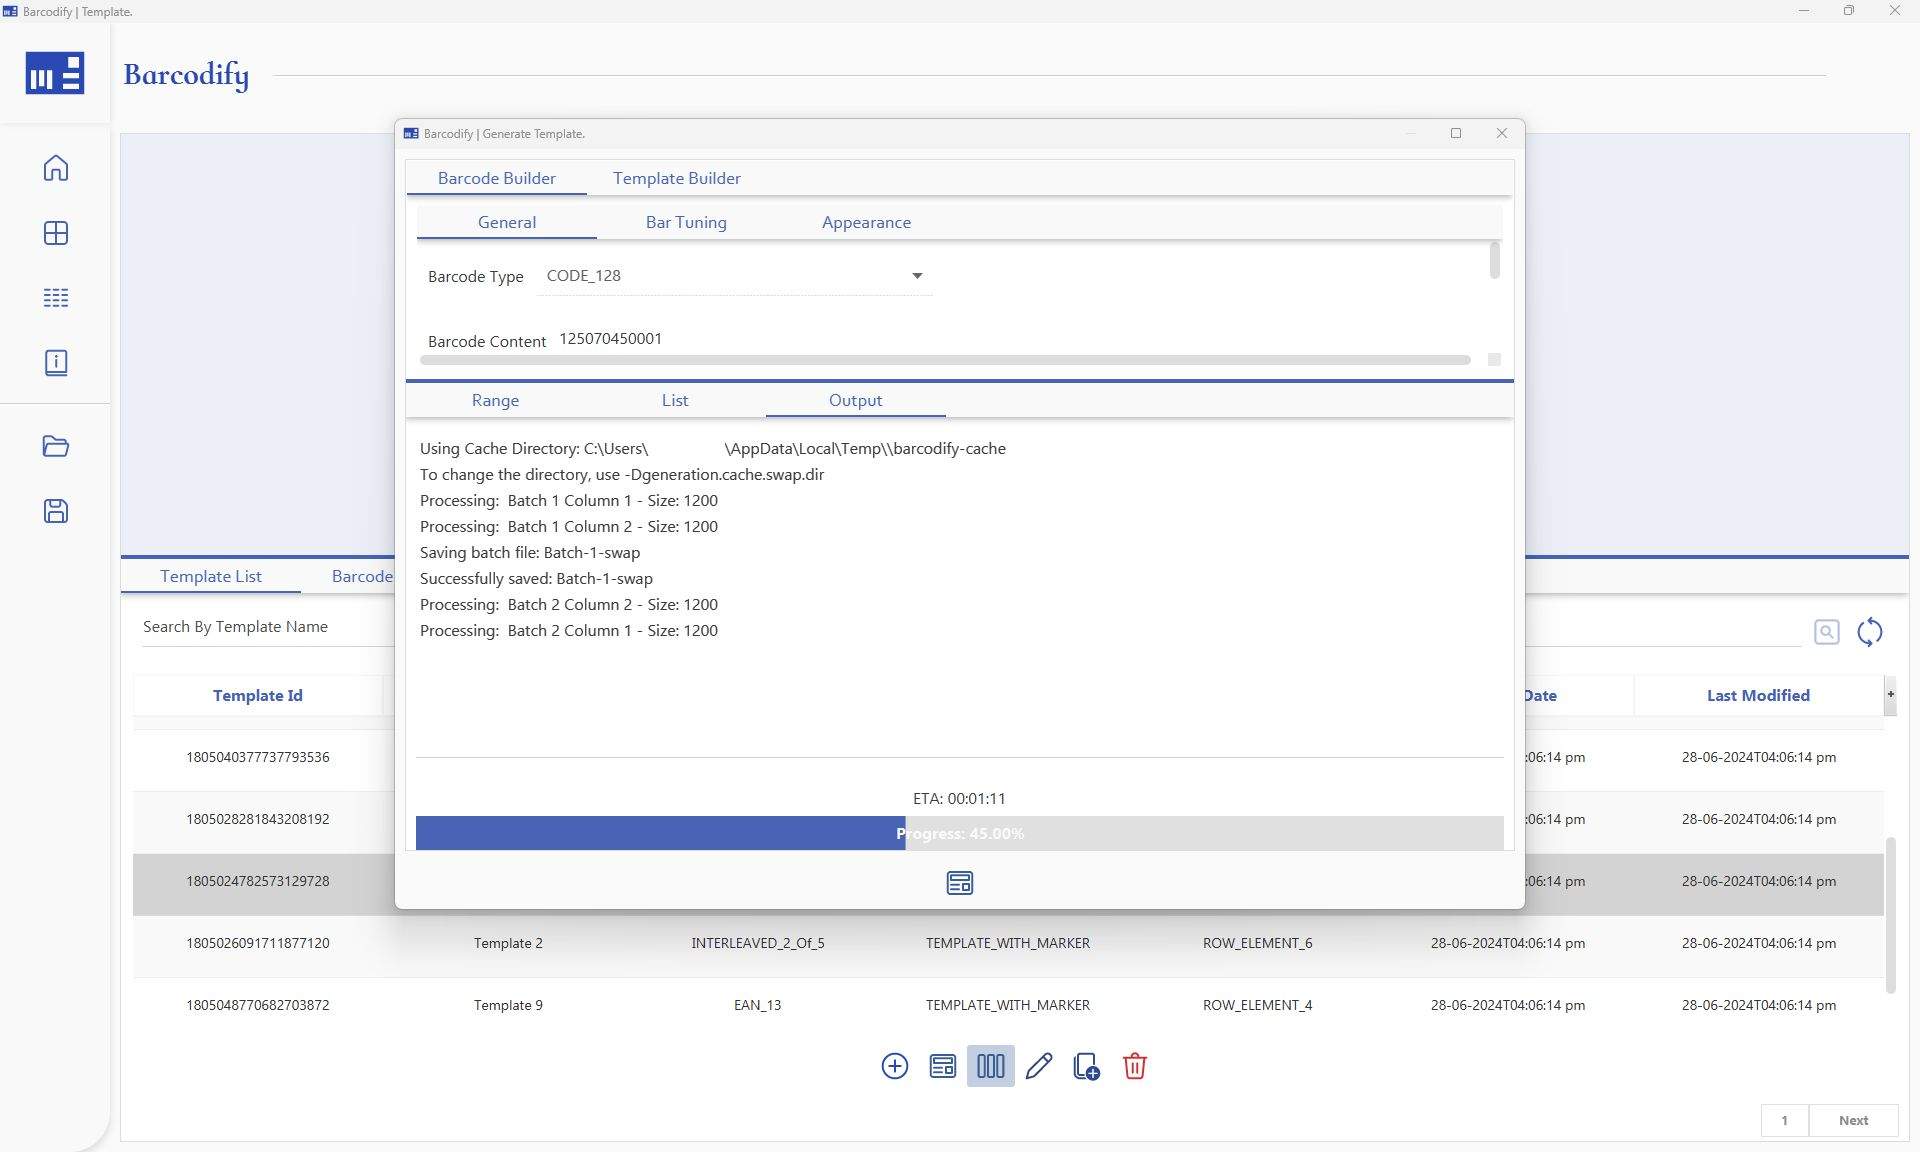 Barcodify | Template.
Barcodify
Barcodify | Generate Template.
Barcode Builder Template Builder
General Bar Tuning Appearance
Barcode Type CODE_128
Barcode Content 125070450001
Range List Output
Using Cache Directory: C:\Users\ \AppData\Local\Temp\\barcodify-cache
To change the directory, use -Dgeneration.cache.swap.dir
Processing: Batch 1 Column 1 - Size: 1200
Processing: Batch 1 Column 2 - Size: 1200
Saving batch file: Batch-1-swap
Successfully saved: Batch-1-swap
Processing: Batch 2 Column 2 - Size: 1200
Processing: Batch 2 Column 1 - Size: 1200
ETA: 00:01:11
Progress: 45.00%
Template List Barcode
Search By Template Name
Template Id Date Last Modified +
1805040377737793536 :06:14 pm 28-06-2024T04:06:14 pm
1805028281843208192 :06:14 pm 28-06-2024T04:06:14 pm
1805024782573129728 :06:14 pm 28-06-2024T04:06:14 pm
1805026091711877120 Template 2 INTERLEAVED_2_Of_5 TEMPLATE_WITH_MARKER ROW_ELEMENT_6 28-06-2024T04:06:14 pm 28-06-2024T04:06:14 pm
1805048770682703872 Template 9 EAN_13 TEMPLATE_WITH_MARKER ROW_ELEMENT_4 28-06-2024T04:06:14 pm 28-06-2024T04:06:14 pm
1 Next